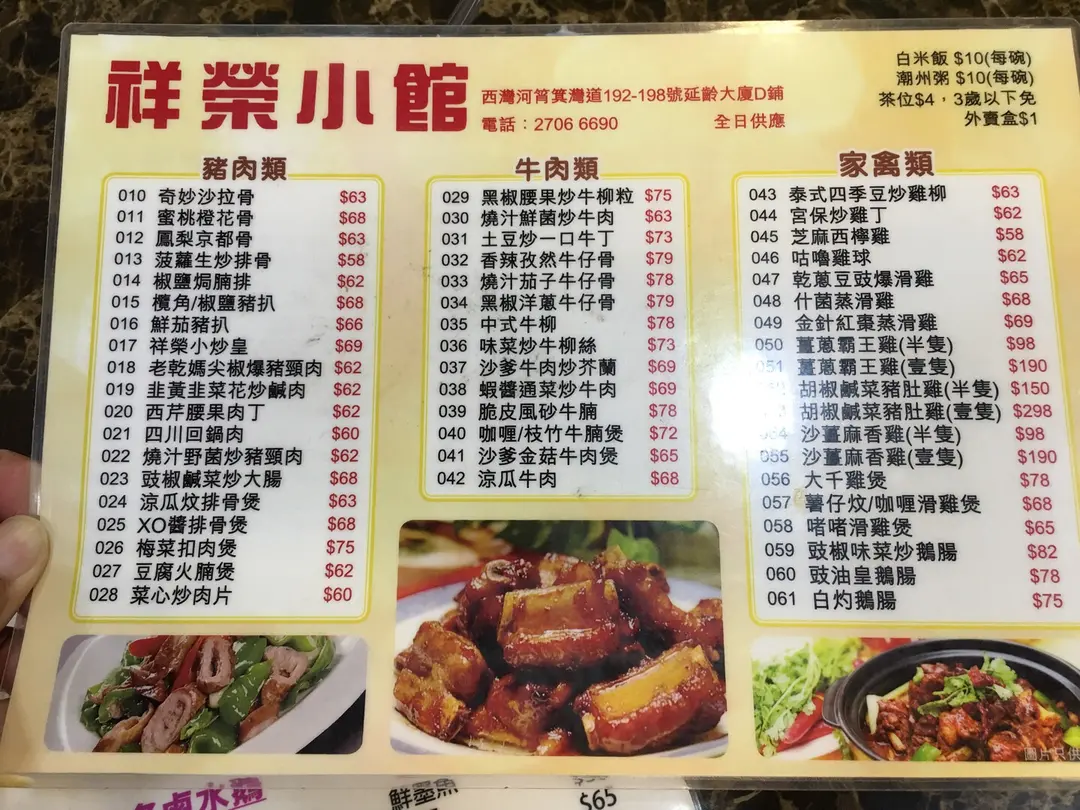 祥榮小館
西灣河筲箕灣道192-198號延齡大廈D鋪
電話：2706 6690 全日供應
白米飯 $10(每碗)
潮州粥 $10(每碗)
茶位$4，3歲以下免
外賣盒$1
豬肉類
010 奇妙沙拉骨 $63
011 蜜桃橙花骨 $68
012 鳳梨京都骨 $63
013 菠蘿生炒排骨 $58
014 椒鹽焗腩排 $62
015 欖角/椒鹽豬扒 $68
016 鮮茄豬扒 $66
017 祥榮小炒皇 $69
018 老乾媽尖椒爆豬頸肉 $62
019 韭黃韭菜花炒鹹肉 $62
020 西芹腰果肉丁 $62
021 四川回鍋肉 $60
022 燒汁野菌炒豬頸肉 $62
023 豉椒鹹菜炒大腸 $68
024 涼瓜炆排骨煲 $63
025 XO醬排骨煲 $68
026 梅菜扣肉煲 $75
027 豆腐火腩煲 $62
028 菜心炒肉片 $60
牛肉類
029 黑椒腰果炒牛柳粒 $75
030 燒汁鮮菌炒牛肉 $63
031 土豆炒一口牛丁 $73
032 香辣孜然牛仔骨 $79
033 燒汁茄子牛仔骨 $78
034 黑椒洋蔥牛仔骨 $79
035 中式牛柳 $78
036 味菜炒牛柳絲 $73
037 沙爹牛肉炒芥蘭 $69
038 蝦醬通菜炒牛肉 $69
039 脆皮風砂牛腩 $78
040 咖喱/枝竹牛腩煲 $72
041 沙爹金菇牛肉煲 $65
042 涼瓜牛肉 $68
家禽類
043 泰式四季豆炒雞柳 $63
044 宮保炒雞丁 $62
045 芝麻西檸雞 $58
046 咕嚕雞球 $62
047 乾蔥豆豉爆滑雞 $65
048 什菌蒸滑雞 $68
049 金針紅棗蒸滑雞 $69
050 薑蔥霸王雞(半隻) $98
051 薑蔥霸王雞(壹隻) $190
胡椒鹹菜豬肚雞(半隻) $150
胡椒鹹菜豬肚雞(壹隻) $298
054 沙薑麻香雞(半隻) $98
055 沙薑麻香雞(壹隻) $190
056 大千雞煲 $78
057 薯仔炆/咖喱滑雞煲 $68
058 啫啫滑雞煲 $65
059 豉椒味菜炒鵝腸 $82
060 豉油皇鵝腸 $78
061 白灼鵝腸 $75
圖片只供
鹵水鵝
鮮墨魚 $65